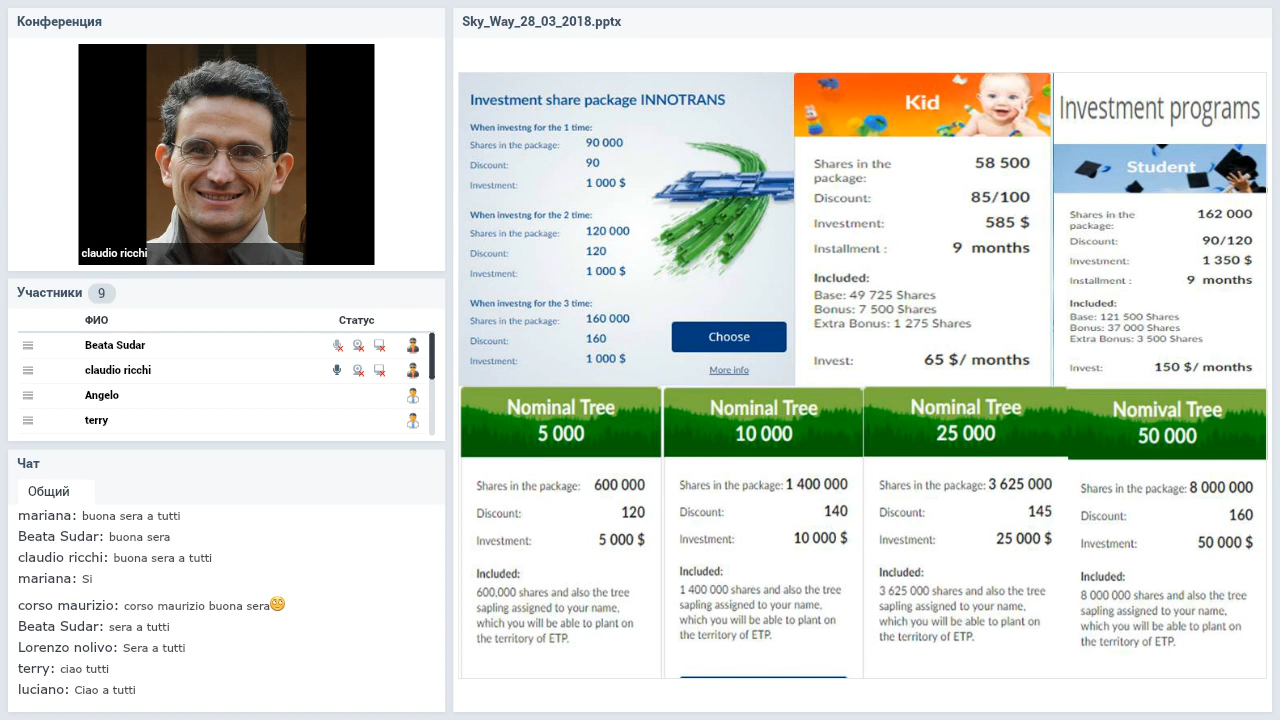 Конференция
claudio ricchi
Участники 9
ФИО Статус
Beata Sudar
claudio ricchi
Angelo
terry
Чат
Общий
mariana: buona sera a tutti
Beata Sudar: buona sera
claudio ricchi: buona sera a tutti
mariana: Si
corso maurizio: corso maurizio buona sera
Beata Sudar: sera a tutti
Lorenzo nolivo: Sera a tutti
terry: ciao tutti
luciano: Ciao a tutti
Sky_Way_28_03_2018.pptx
Investment share package INNOTRANS
When investng for the 1 time:
Shares in the package: 90 000
Discount: 90
Investment: 1 000 $
When investng for the 2 time:
Shares in the package: 120 000
Discount: 120
Investment: 1 000 $
When investng for the 3 time:
Shares in the package: 160 000
Discount: 160
Investment: 1 000 $
Choose
More info
Kid
Shares in the
package: 58 500
Discount: 85/100
Investment: 585 $
Installment : 9 months
Included:
Base: 49 725 Shares
Bonus: 7 500 Shares
Extra Bonus: 1 275 Shares
Invest: 65 $/ months
Investment programs
Student
Shares in the
package: 162 000
Discount: 90/120
Investment: 1 350 $
Installment : 9 months
Included:
Base: 121 500 Shares
Bonus: 37 000 Shares
Extra Bonus: 3 500 Shares
Invest: 150 $/ months
Nominal Tree
5 000
Shares in the package: 600 000
Discount: 120
Investment: 5 000 $
Included:
600.000 shares and also the tree
sapling assigned to your name,
which you will be able to plant on
the territory of ETP.
Nominal Tree
10 000
Shares in the package: 1 400 000
Discount: 140
Investment: 10 000 $
Included:
1 400 000 shares and also the tree
sapling assigned to your name,
which you will be able to plant on
the territory of ETP.
Nominal Tree
25 000
Shares in the package: 3 625 000
Discount: 145
Investment: 25 000 $
Included:
3 625 000 shares and also the tree
sapling assigned to your name,
which you will be able to plant on
the territory of ETP.
Nomival Tree
50 000
Shares in the package: 8 000 000
Discount: 160
Investment: 50 000 $
Included:
8 000 000 shares and also the tree
sapling assigned to your name,
which you will be able to plant on
the territory of ETP.